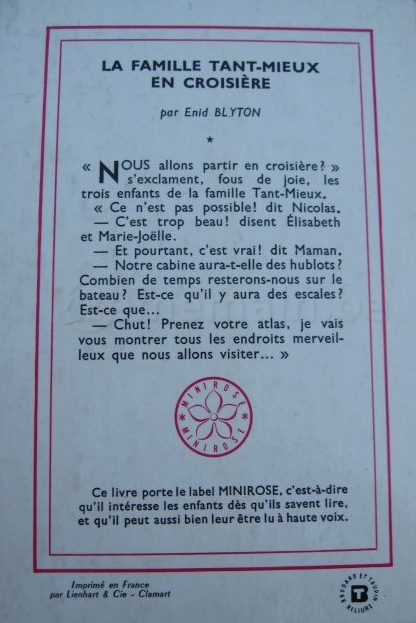 LA FAMILLE TANT-MIEUX
EN CROISIÈRE
par Enid BLYTON
« NOUS allons partir en croisière? »
s'exclament, fous de joie, les
trois enfants de la famille Tant-Mieux.
« Ce n'est pas possible! dit Nicolas.
— C'est trop beau! disent Élisabeth
et Marie-Joëlle.
— Et pourtant, c'est vrai! dit Maman.
— Notre cabine aura-t-elle des hublots?
Combien de temps resterons-nous sur le
bateau? Est-ce qu'il y aura des escales?
Est-ce que...
— Chut! Prenez votre atlas, je vais
vous montrer tous les endroits merveil-
leux que nous allons visiter... »
MINIROSE
MINIROSE
Ce livre porte le label MINIROSE, c'est-à-dire
qu'il intéresse les enfants dès qu'ils savent lire,
et qu'il peut aussi bien leur être lu à haute voix.
Imprimé en France
par Lienhart & Cie - Clamart
BRODARD ET TAUPIN
RELIURE